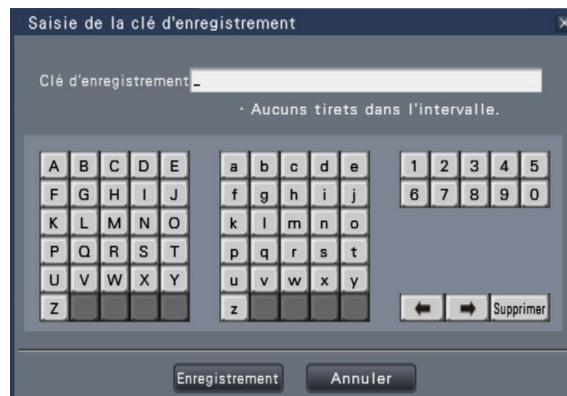 Saisie de la clé d'enregistrement
Clé d'enregistrement _
· Aucuns tirets dans l'intervalle.
A B C D E a b c d e 1 2 3 4 5
F G H I J f g h i j 6 7 8 9 0
K L M N O k l m n o
P Q R S T p q r s t
U V W X Y u v w x y
Z z Supprimer
Enregistrement Annuler